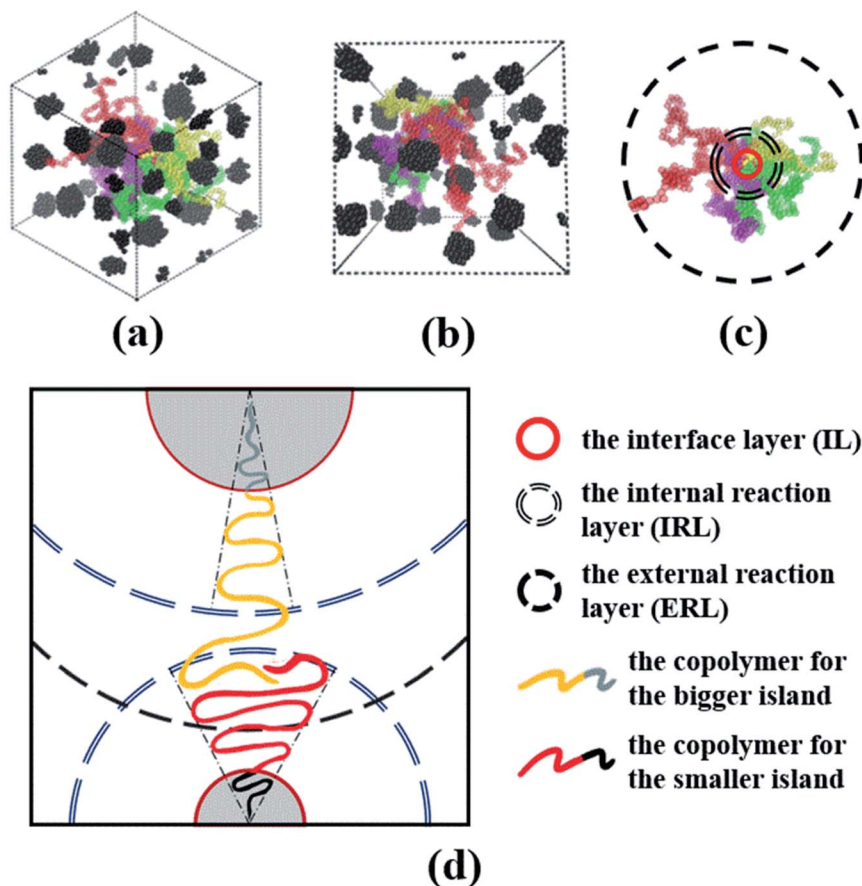 (a)
(b)
(c)
the interface layer (IL)
the internal reaction
layer (IRL)
the external reaction
layer (ERL)
the copolymer for
the bigger island
the copolymer for
the smaller island
(d)